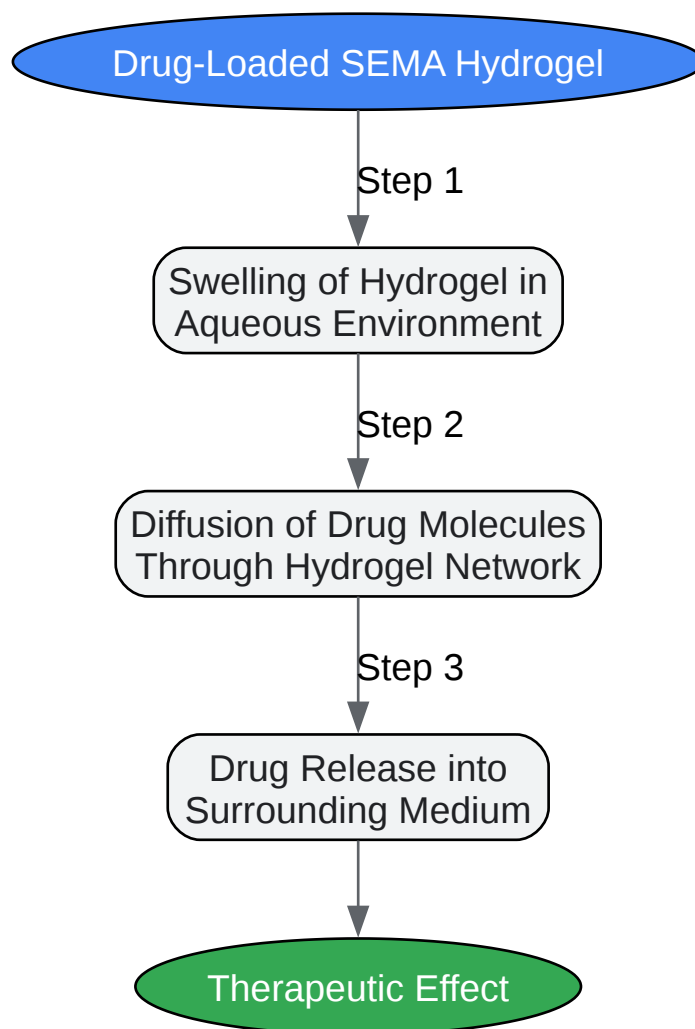 Drug-Loaded SEMA Hydrogel
Step 1
Swelling of Hydrogel in
Aqueous Environment
Step 2
Diffusion of Drug Molecules
Through Hydrogel Network
Step 3
Drug Release into
Surrounding Medium
Therapeutic Effect